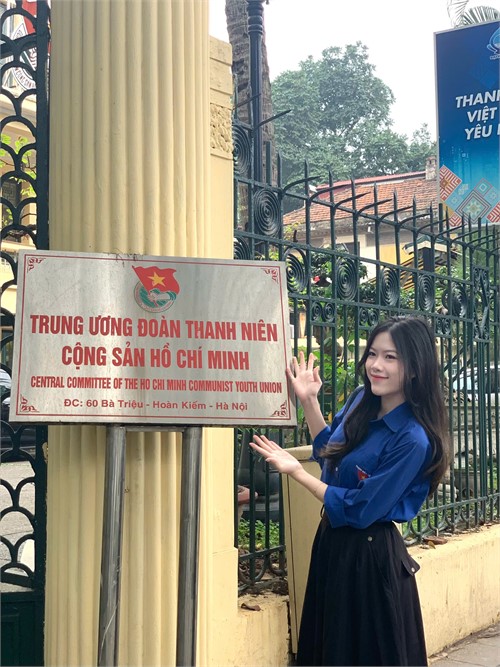 TRUNG ƯƠNG ĐOÀN THANH NIÊN
CỘNG SẢN HỒ CHÍ MINH
CENTRAL COMMITTEE OF THE HO CHI MINH COMMUNIST YOUTH UNION
ĐC: 60 Bà Triệu - Hoàn Kiếm - Hà Nội
THANH
VIỆT
YÊU